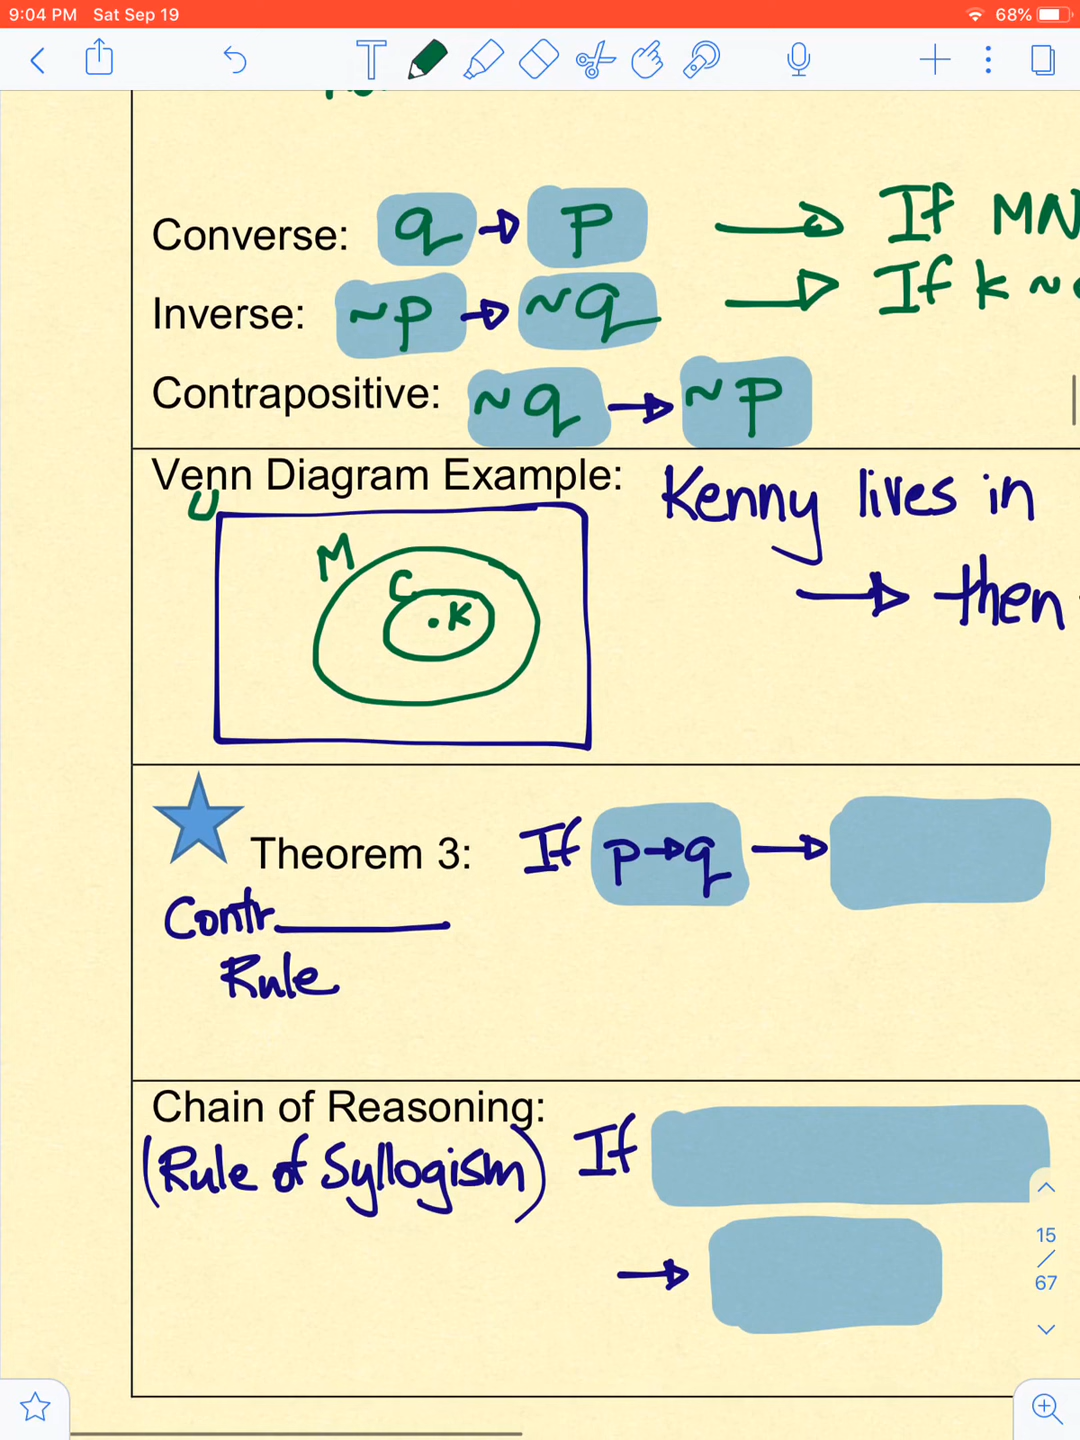 9:04 PM Sat Sep 19 68%
Converse: q → p → If MN
Inverse: ~p → ~q → If K ~
Contrapositive: ~q → ~p
Venn Diagram Example: Kenny lives in
U
M
C
→ then
.K
Theorem 3: If p→q →
Contr_______
Rule
Chain of Reasoning:
(Rule of Syllogism) If
→
15
/
67